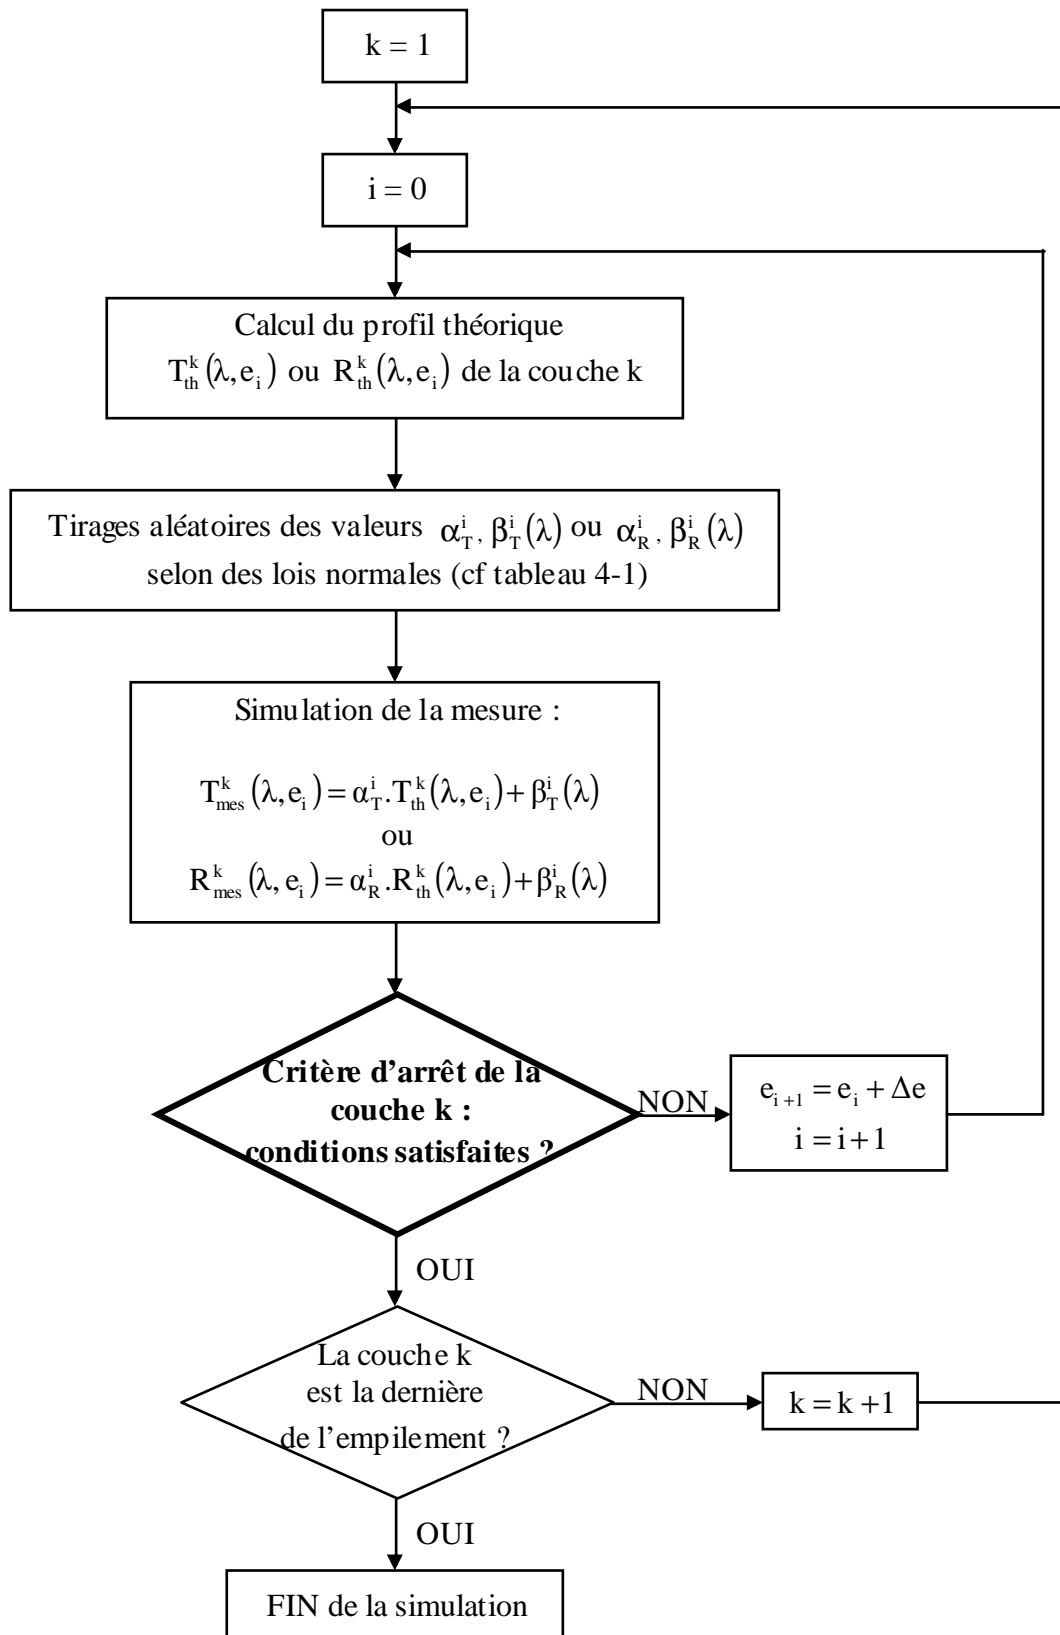 k = 1
i = 0
Calcul du profil théorique
T_th^k(λ, e_i) ou R_th^k(λ, e_i) de la couche k
Tirages aléatoires des valeurs α_T^i, β_T^i(λ) ou α_R^i, β_R^i(λ)
selon des lois normales (cf tableau 4-1)
Simulation de la mesure :
T_mes^k(λ, e_i) = α_T^i.T_th^k(λ, e_i) + β_T^i(λ)
ou
R_mes^k(λ, e_i) = α_R^i.R_th^k(λ, e_i) + β_R^i(λ)
Critère d'arrêt de la
couche k :
conditions satisfaites ?
NON
e_{i+1} = e_i + Δe
i = i+1
OUI
La couche k
est la dernière
de l’empilement ?
NON
k = k +1
OUI
FIN de la simulation